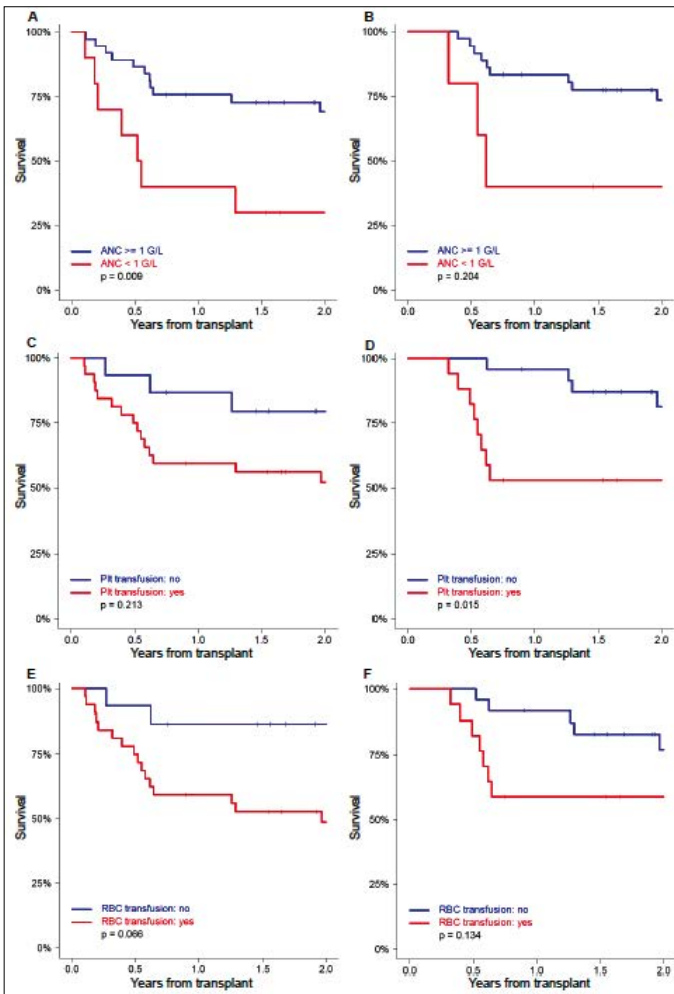 A
100%
75%
50%
25%
0%
Survival
ANC >= 1 G/L
ANC < 1 G/L
p = 0.009
0.0 0.5 1.0 1.5 2.0
Years from transplant
B
100%
75%
50%
25%
0%
Survival
ANC >= 1 G/L
ANC < 1 G/L
p = 0.204
0.0 0.5 1.0 1.5 2.0
Years from transplant
C
100%
75%
50%
25%
0%
Survival
Plt transfusion: no
Plt transfusion: yes
p = 0.213
0.0 0.5 1.0 1.5 2.0
Years from transplant
D
100%
75%
50%
25%
0%
Survival
Plt transfusion: no
Plt transfusion: yes
p = 0.015
0.0 0.5 1.0 1.5 2.0
Years from transplant
E
100%
75%
50%
25%
0%
Survival
RBC transfusion: no
RBC transfusion: yes
p = 0.066
0.0 0.5 1.0 1.5 2.0
Years from transplant
F
100%
75%
50%
25%
0%
Survival
RBC transfusion: no
RBC transfusion: yes
p = 0.134
0.0 0.5 1.0 1.5 2.0
Years from transplant